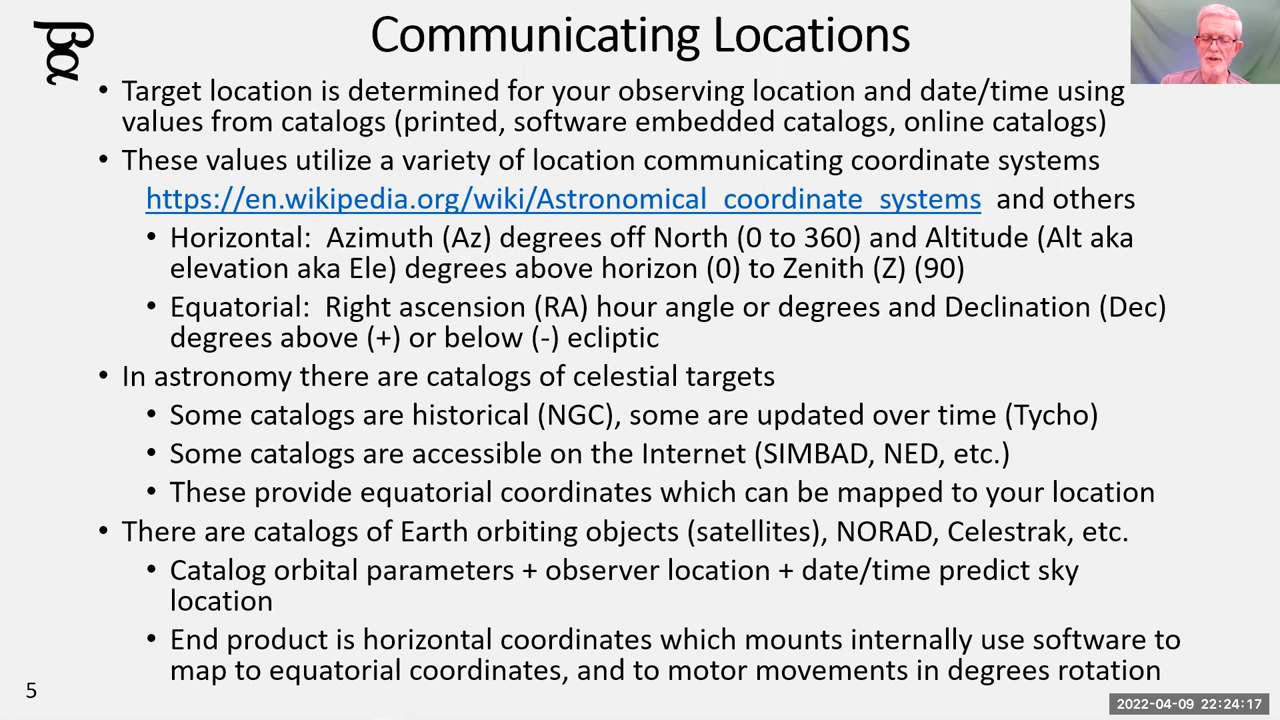 βα
Communicating Locations
• Target location is determined for your observing location and date/time using
values from catalogs (printed, software embedded catalogs, online catalogs)
• These values utilize a variety of location communicating coordinate systems
https://en.wikipedia.org/wiki/Astronomical_coordinate_systems and others
• Horizontal: Azimuth (Az) degrees off North (0 to 360) and Altitude (Alt aka
elevation aka Ele) degrees above horizon (0) to Zenith (Z) (90)
• Equatorial: Right ascension (RA) hour angle or degrees and Declination (Dec)
degrees above (+) or below (-) ecliptic
• In astronomy there are catalogs of celestial targets
• Some catalogs are historical (NGC), some are updated over time (Tycho)
• Some catalogs are accessible on the Internet (SIMBAD, NED, etc.)
• These provide equatorial coordinates which can be mapped to your location
• There are catalogs of Earth orbiting objects (satellites), NORAD, Celestrak, etc.
• Catalog orbital parameters + observer location + date/time predict sky
location
• End product is horizontal coordinates which mounts internally use software to
map to equatorial coordinates, and to motor movements in degrees rotation
5
2022-04-09 22:24:17